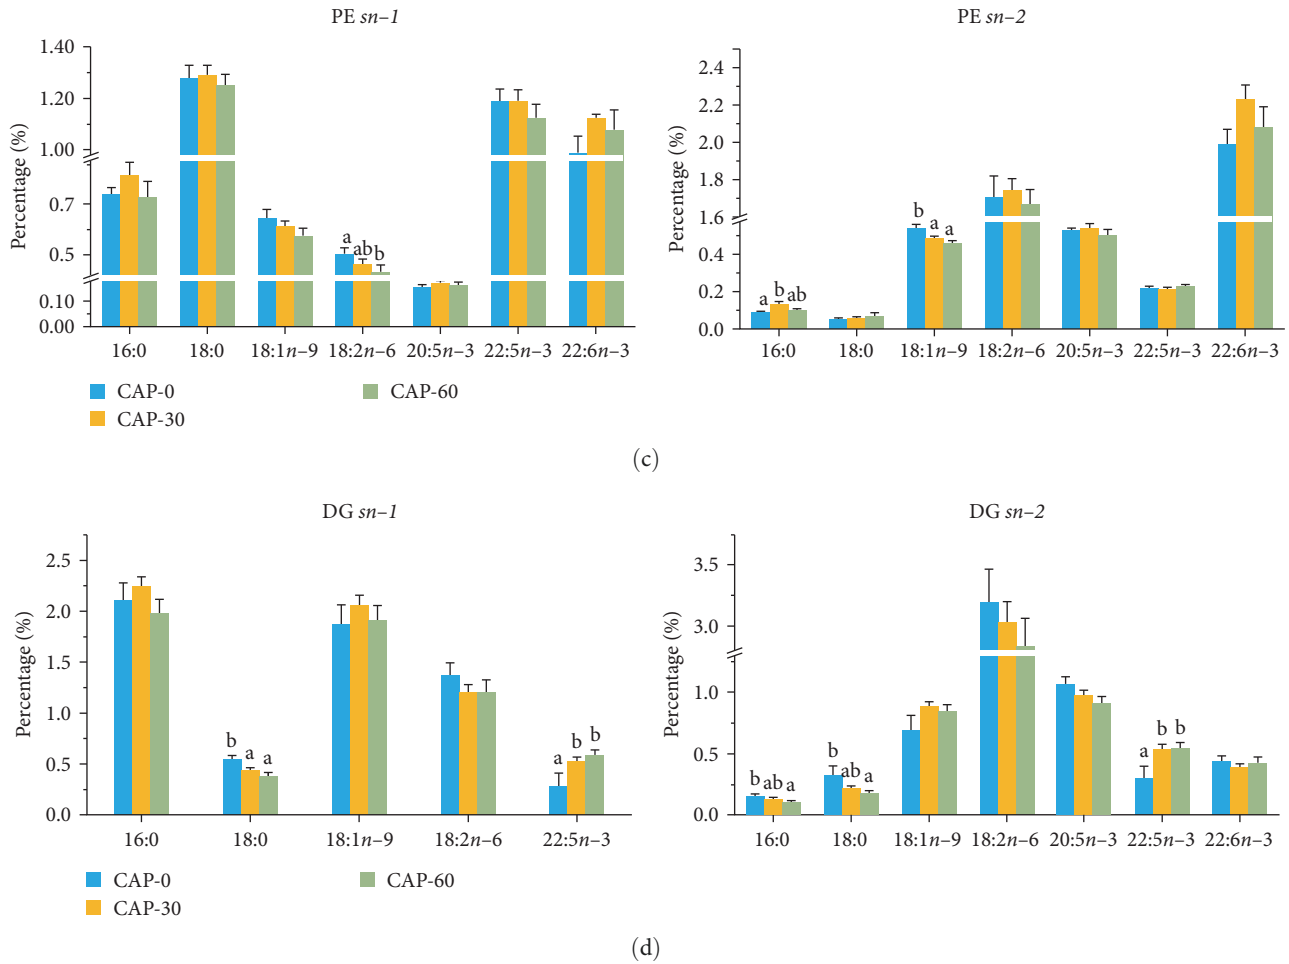 PE sn–1
Percentage (%)
1.40
1.20
1.00
0.7
0.5
0.10
0.00
a
ab
b
16:0
18:0
18:1n–9
18:2n–6
20:5n–3
22:5n–3
22:6n–3
PE sn–2
Percentage (%)
2.4
2.2
2.0
1.8
1.6
0.4
0.2
0.0
a
b
ab
b
a
a
16:0
18:0
18:1n–9
18:2n–6
20:5n–3
22:5n–3
22:6n–3
CAP-0
CAP-30
CAP-60
(c)
DG sn–1
Percentage (%)
2.5
2.0
1.5
1.0
0.5
0.0
b
a
a
a
b
b
16:0
18:0
18:1n–9
18:2n–6
22:5n–3
DG sn–2
Percentage (%)
3.5
3.0
1.0
0.5
0.0
b
ab
a
b
ab
a
a
b
b
16:0
18:0
18:1n–9
18:2n–6
20:5n–3
22:5n–3
22:6n–3
CAP-0
CAP-30
CAP-60
(d)